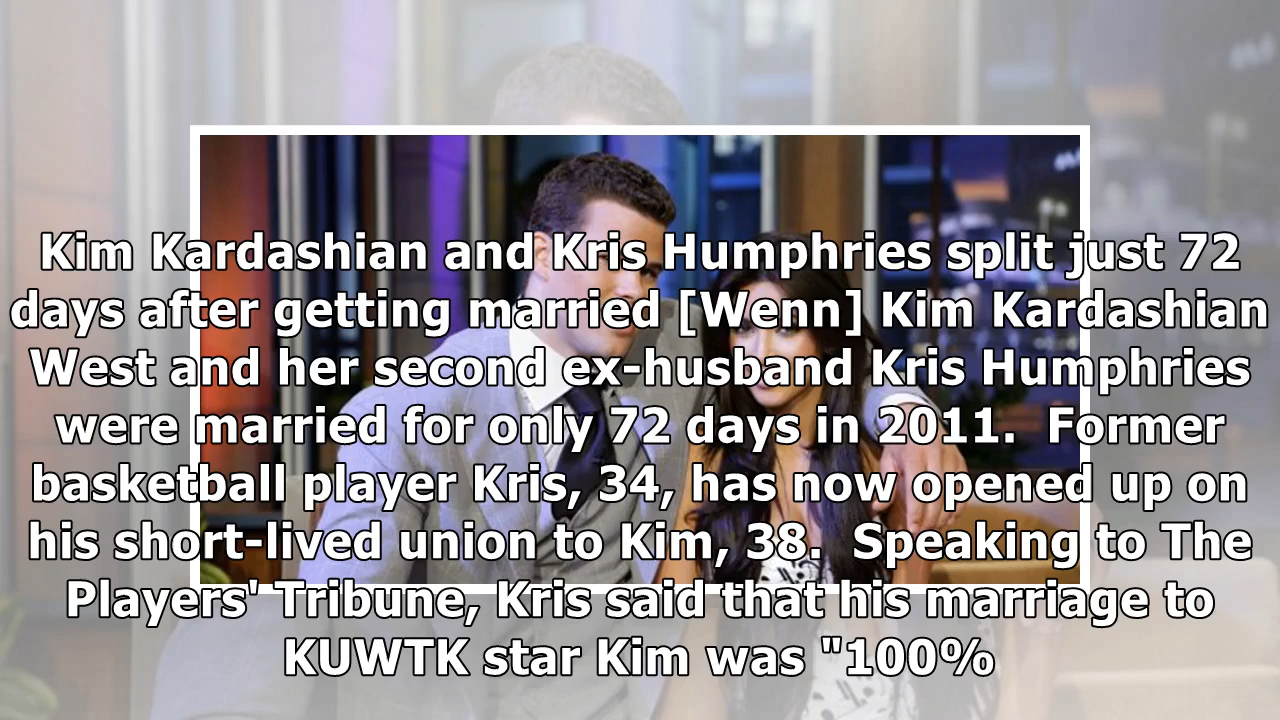 Kim Kardashian and Kris Humphries split just 72
days after getting married [Wenn] Kim Kardashian
West and her second ex-husband Kris Humphries
were married for only 72 days in 2011.  Former
basketball player Kris, 34, has now opened up on
his short-lived union to Kim, 38.  Speaking to The
Players' Tribune, Kris said that his marriage to
KUWTK star Kim was "100%